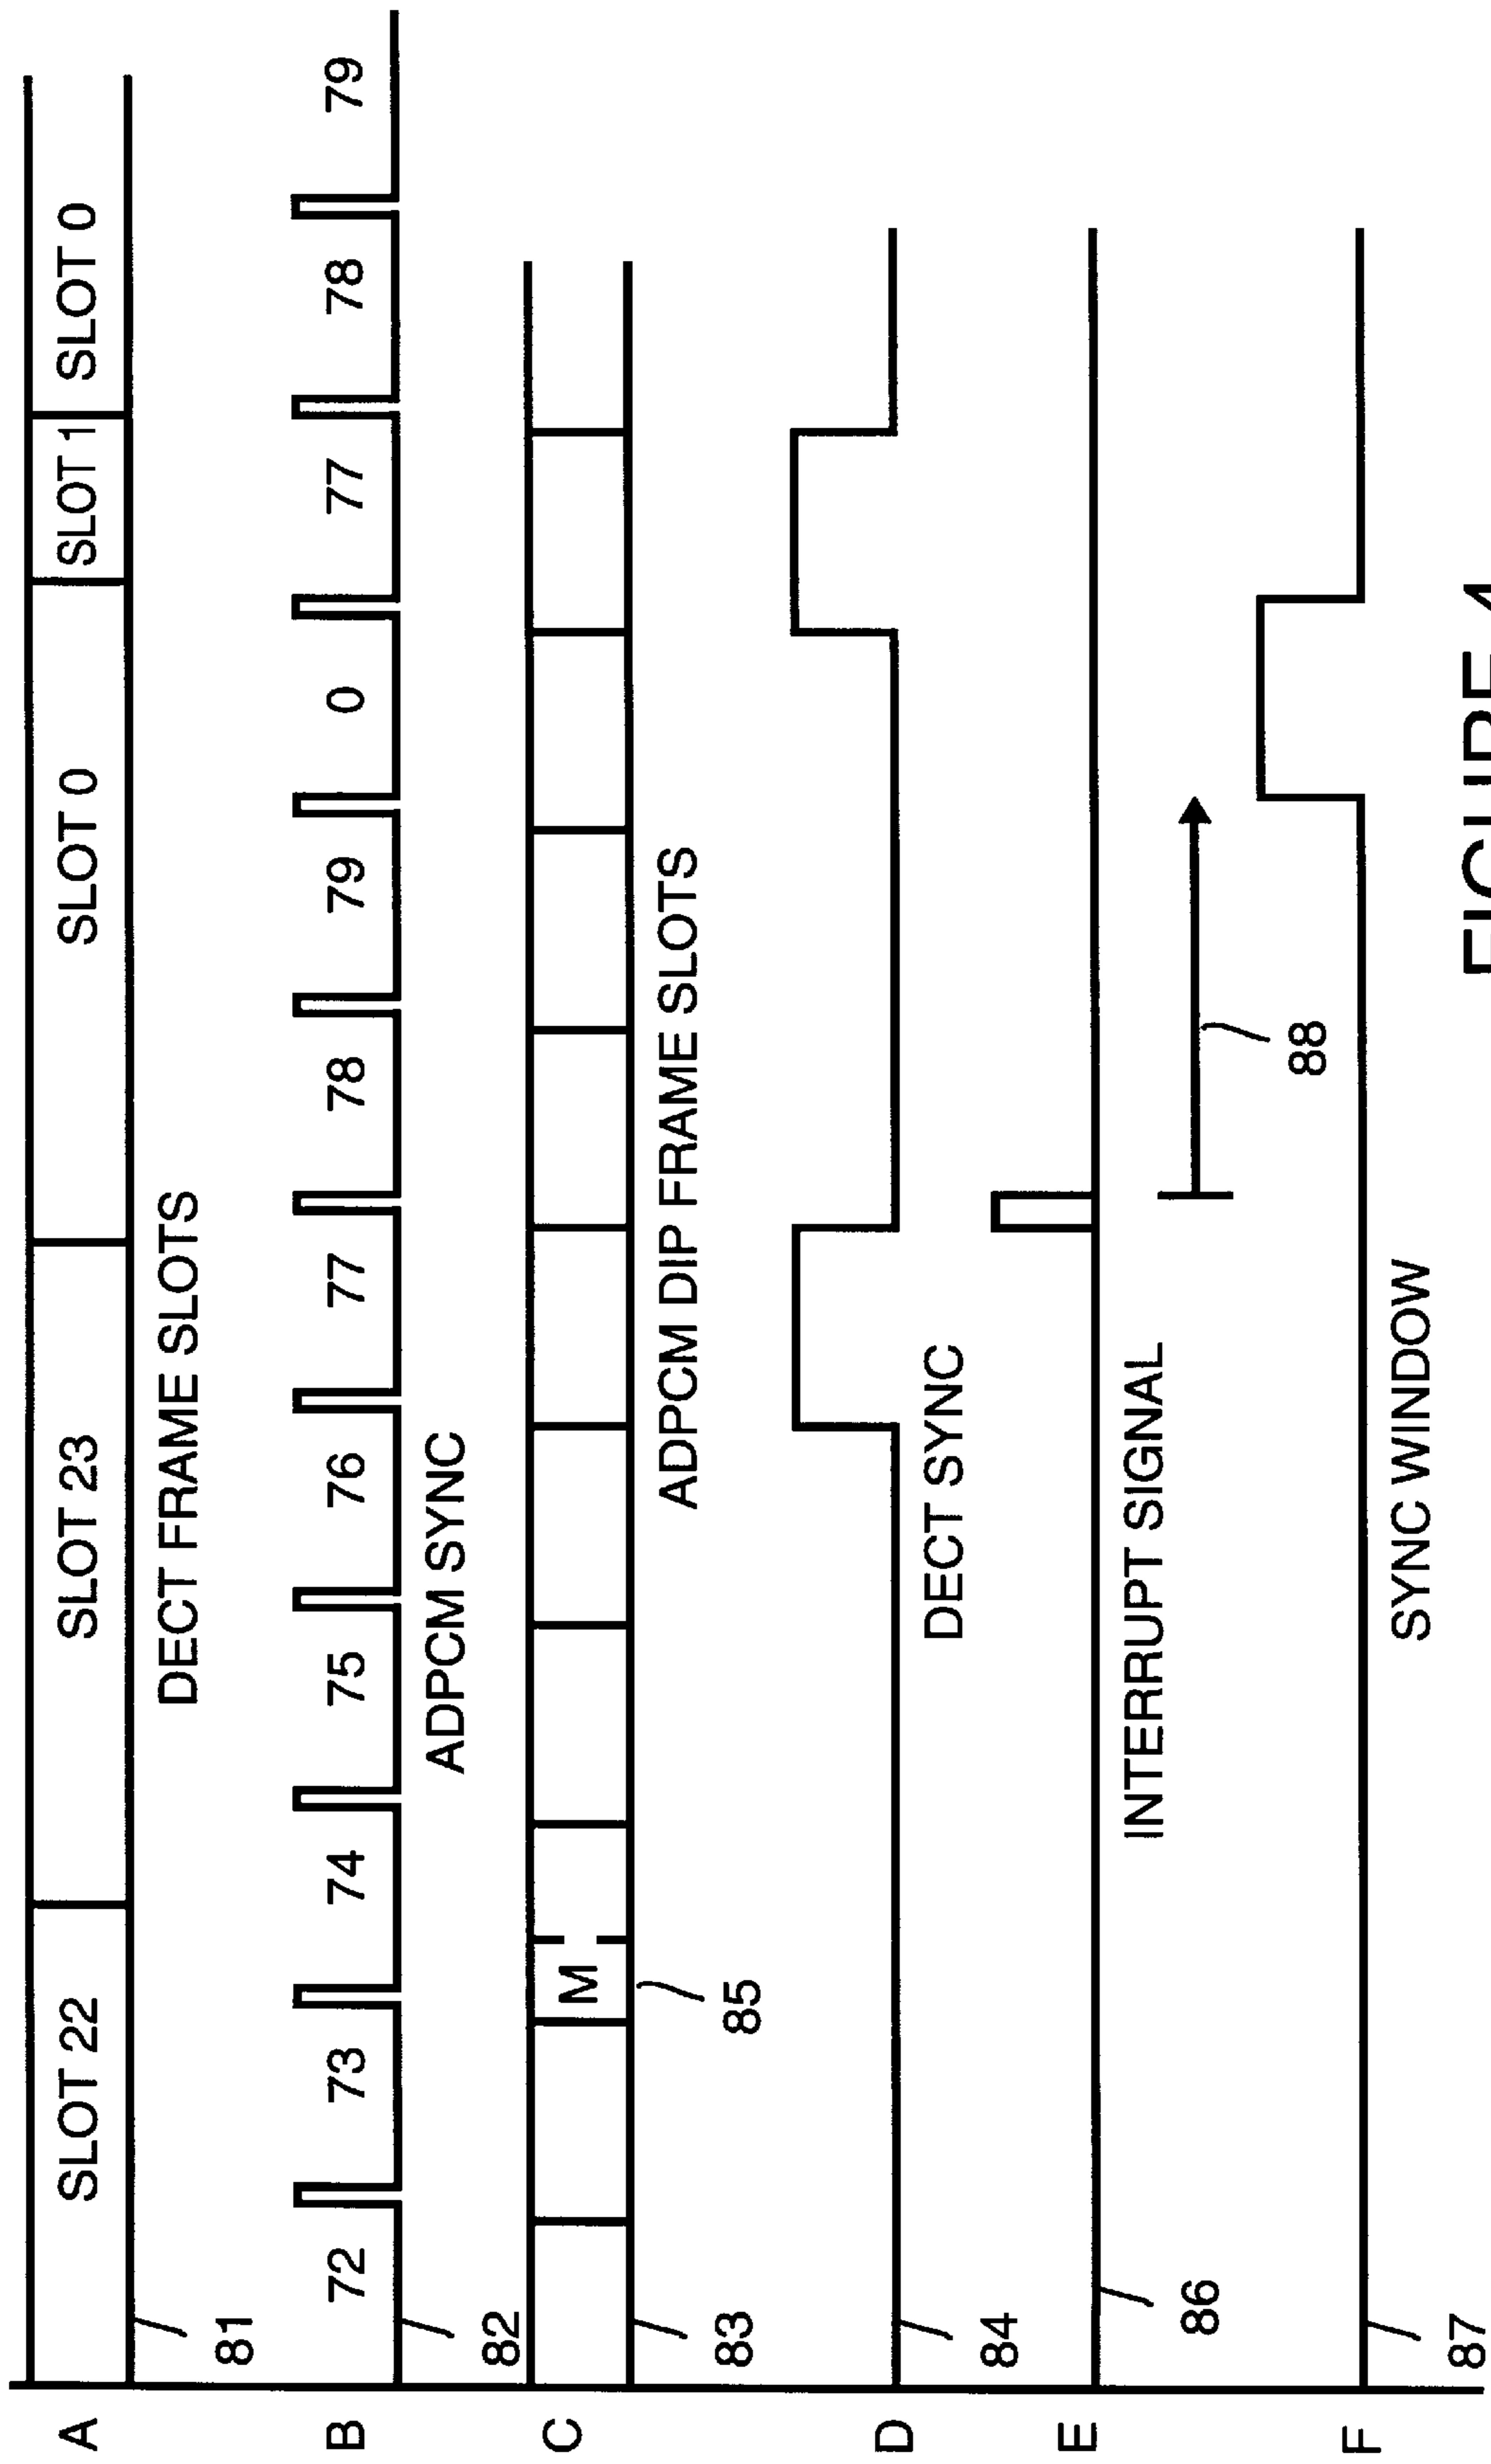 A
SLOT 22
SLOT 23
SLOT 0
SLOT 1
SLOT 0
81
DECT FRAME SLOTS
B
72
73
74
75
76
77
78
79
0
77
78
79
82
ADPCM SYNC
C
M
83
85
ADPCM DIP FRAME SLOTS
D
84
DECT SYNC
E
86
INTERRUPT SIGNAL
88
F
87
SYNC WINDOW
FIGURE 4